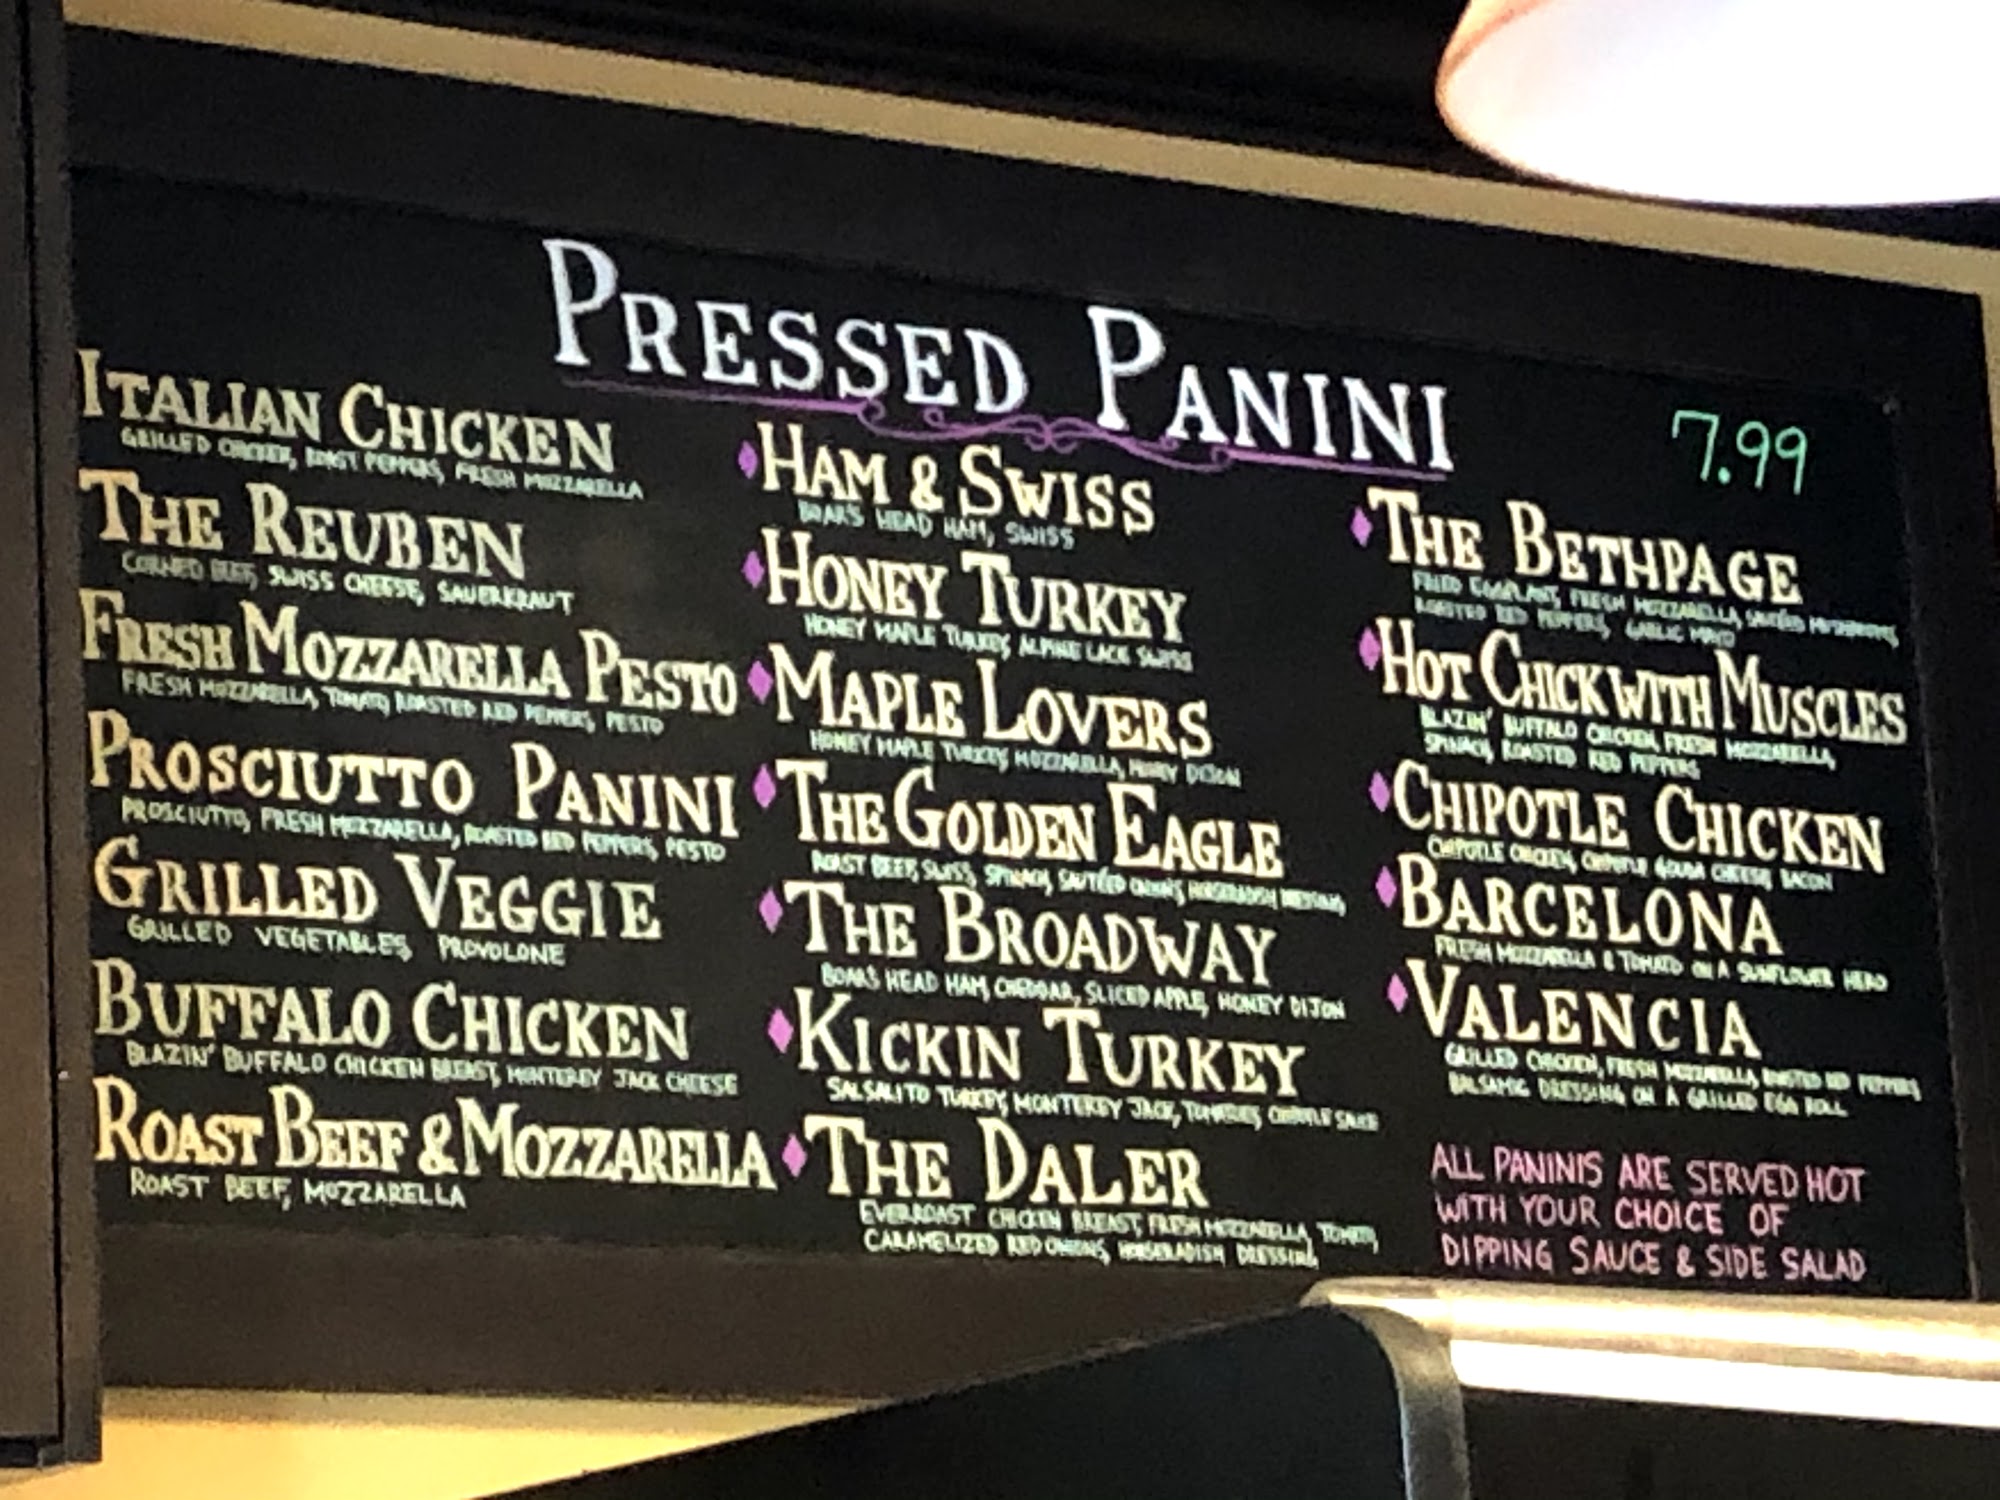 PRESSED PANINI
7.99
ITALIAN CHICKEN
GRILLED CHICKEN, ROAST PEPPERS, FRESH MOZZARELLA
THE REUBEN
CORNED BEEF, SWISS CHEESE, SAUERKRAUT
FRESH MOZZARELLA PESTO
FRESH MOZZARELLA, TOMATO, ROASTED RED PEPPERS, PESTO
PROSCIUTTO PANINI
PROSCIUTTO, FRESH MOZZARELLA, ROASTED RED PEPPERS, PESTO
GRILLED VEGGIE
GRILLED VEGETABLES, PROVOLONE
BUFFALO CHICKEN
BLAZIN' BUFFALO CHICKEN BREAST, MONTEREY JACK CHEESE
ROAST BEEF & MOZZARELLA
ROAST BEEF, MOZZARELLA
HAM & SWISS
BOAR'S HEAD HAM, SWISS
HONEY TURKEY
HONEY MAPLE TURKEY, ALPINE LACE SWISS
MAPLE LOVERS
HONEY MAPLE TURKEY, MOZZARELLA, HONEY DIJON
THE GOLDEN EAGLE
ROAST BEEF, SWISS, SPINACH, SAUTÉED ONIONS, HORSERADISH DRESSING
THE BROADWAY
BOARS HEAD HAM, CHEDDAR, SLICED APPLE, HONEY DIJON
KICKIN TURKEY
SALSALITO TURKEY, MONTEREY JACK, TOMATOES, CHIPOTLE SAUCE
THE DALER
EVERROAST CHICKEN BREAST, FRESH MOZZARELLA, TOMATO,
CARAMELIZED RED ONIONS, HORSERADISH DRESSING
THE BETHPAGE
FRIED EGGPLANT, FRESH MOZZARELLA, SAUTÉED MUSHROOMS,
ROASTED RED PEPPERS, GARLIC MAYO
HOT CHICK WITH MUSCLES
BLAZIN' BUFFALO CHICKEN, FRESH MOZZARELLA,
SPINACH, ROASTED RED PEPPERS
CHIPOTLE CHICKEN
CHIPOTLE CHICKEN, CHIPOTLE GOUDA CHEESE, BACON
BARCELONA
FRESH MOZZARELLA & TOMATO ON A SUNFLOWER HERO
VALENCIA
GRILLED CHICKEN, FRESH MOZZARELLA, ROASTED RED PEPPERS,
BALSAMIC DRESSING ON A GRILLED EGG ROLL
ALL PANINIS ARE SERVED HOT
WITH YOUR CHOICE OF
DIPPING SAUCE & SIDE SALAD